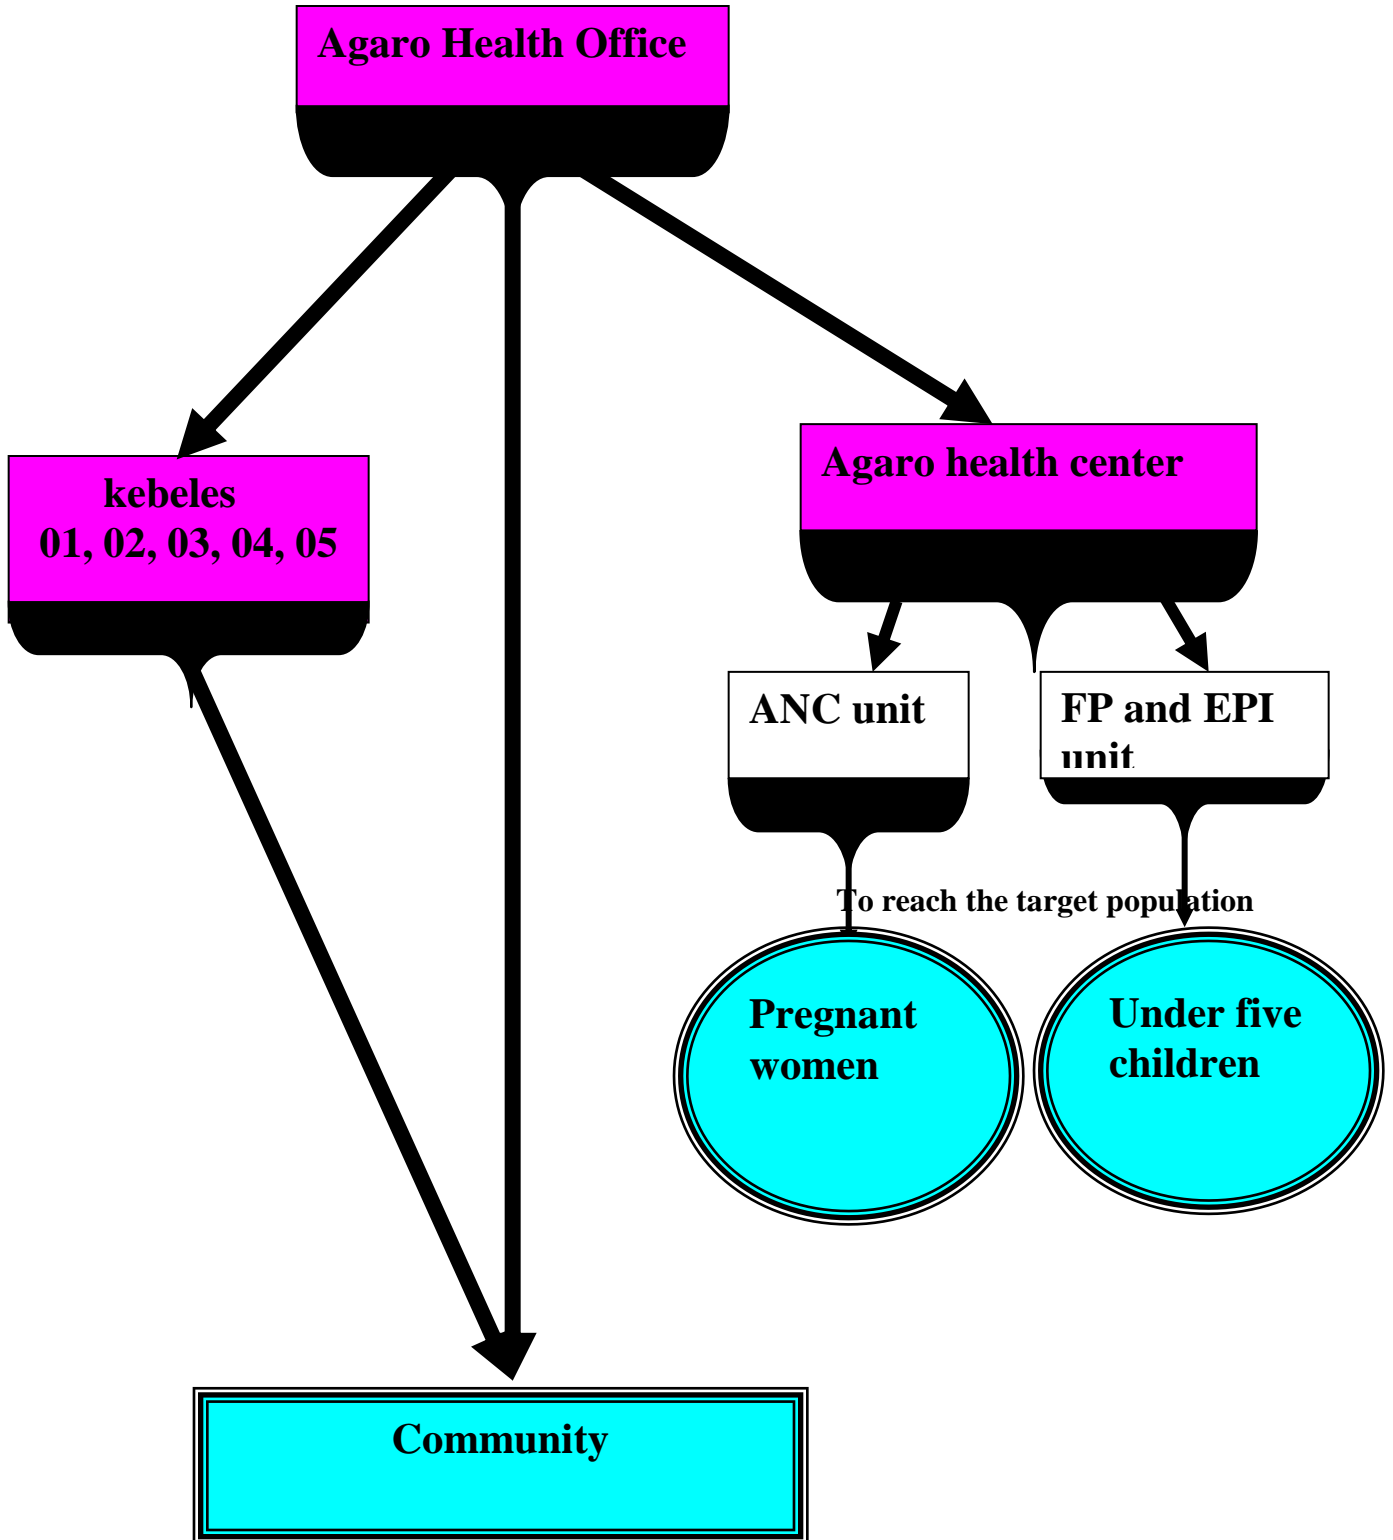 Agaro Health Office
kebeles
01, 02, 03, 04, 05
Agaro health center
ANC unit
FP and EPI
unit
To reach the target population
Pregnant
women
Under five
children
Community